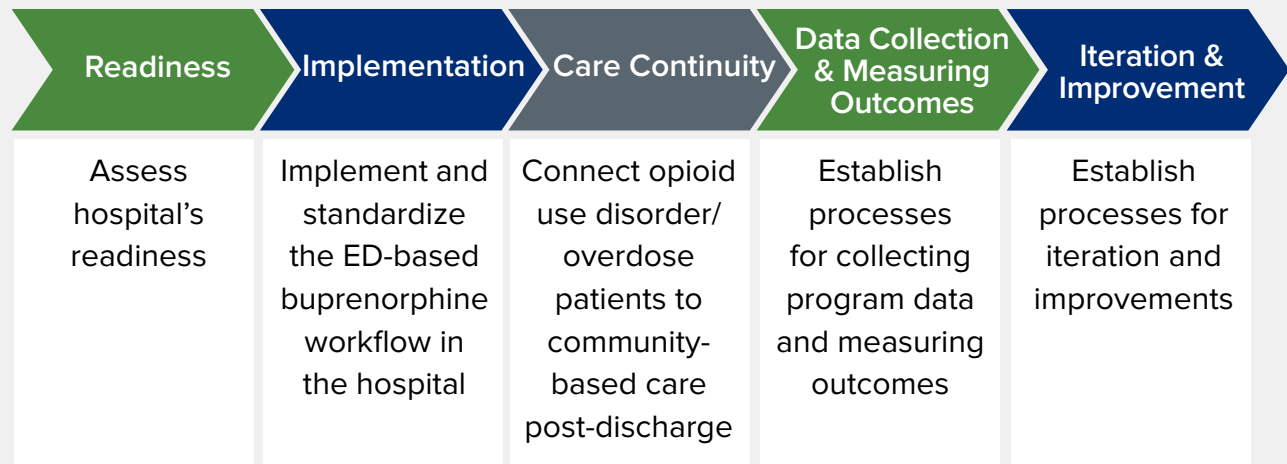 Readiness
Implementation
Care Continuity
Data Collection
& Measuring
Outcomes
Iteration &
Improvement
Assess
hospital's
readiness
Implement and
standardize
the ED-based
buprenorphine
workflow in
the hospital
Connect opioid
use disorder/
overdose
patients to
community-
based care
post-discharge
Establish
processes
for collecting
program data
and measuring
outcomes
Establish
processes for
iteration and
improvements